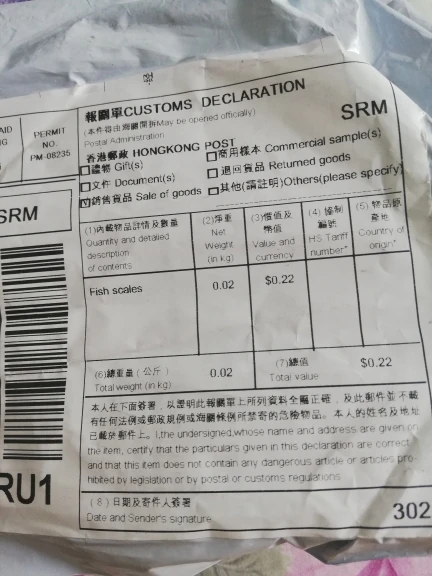 報關單CUSTOMS DECLARATION
(本件得由海關開拆May be opened officially)
Postal Administration
SRM
香港郵政 HONGKONG POST
禮物 Gift(s)
商用樣本 Commercial sample(s)
文件 Document(s)
退回貨品 Returned goods
銷售貨品 Sale of goods
其他(請註明)Others(please specify)
AID
PERMIT
NO.
PM-08235
SRM
RU1
(1)內載物品詳情及數量
Quantity and detailed
description
of contents
(2)淨重
Net
Weight
(in kg)
(3)價值及
幣值
Value and
currency
(4) 協制
編號
HS Tariff
number*
(5) 物品原
產地
Country of
origin*
Fish scales
0.02
$0.22
(6)總重量 (公斤)
Total weight (in kg)
0.02
(7)總值
Total value
$0.22
本人在下面簽署，以證明此報關單上所列資料全屬正確，及此郵件並不載
有任何法例或郵政規例或海關條例所禁寄的危險物品。本人的姓名及地址
已載於郵件上。I,the undersigned,whose name and address are given on
the item, certify that the particulars given in this declaration are correct
and that this item does not contain any dangerous article or articles pro-
hibited by legislation or by postal or customs regulations
(8)日期及寄件人簽署
Date and Sender's signature
302